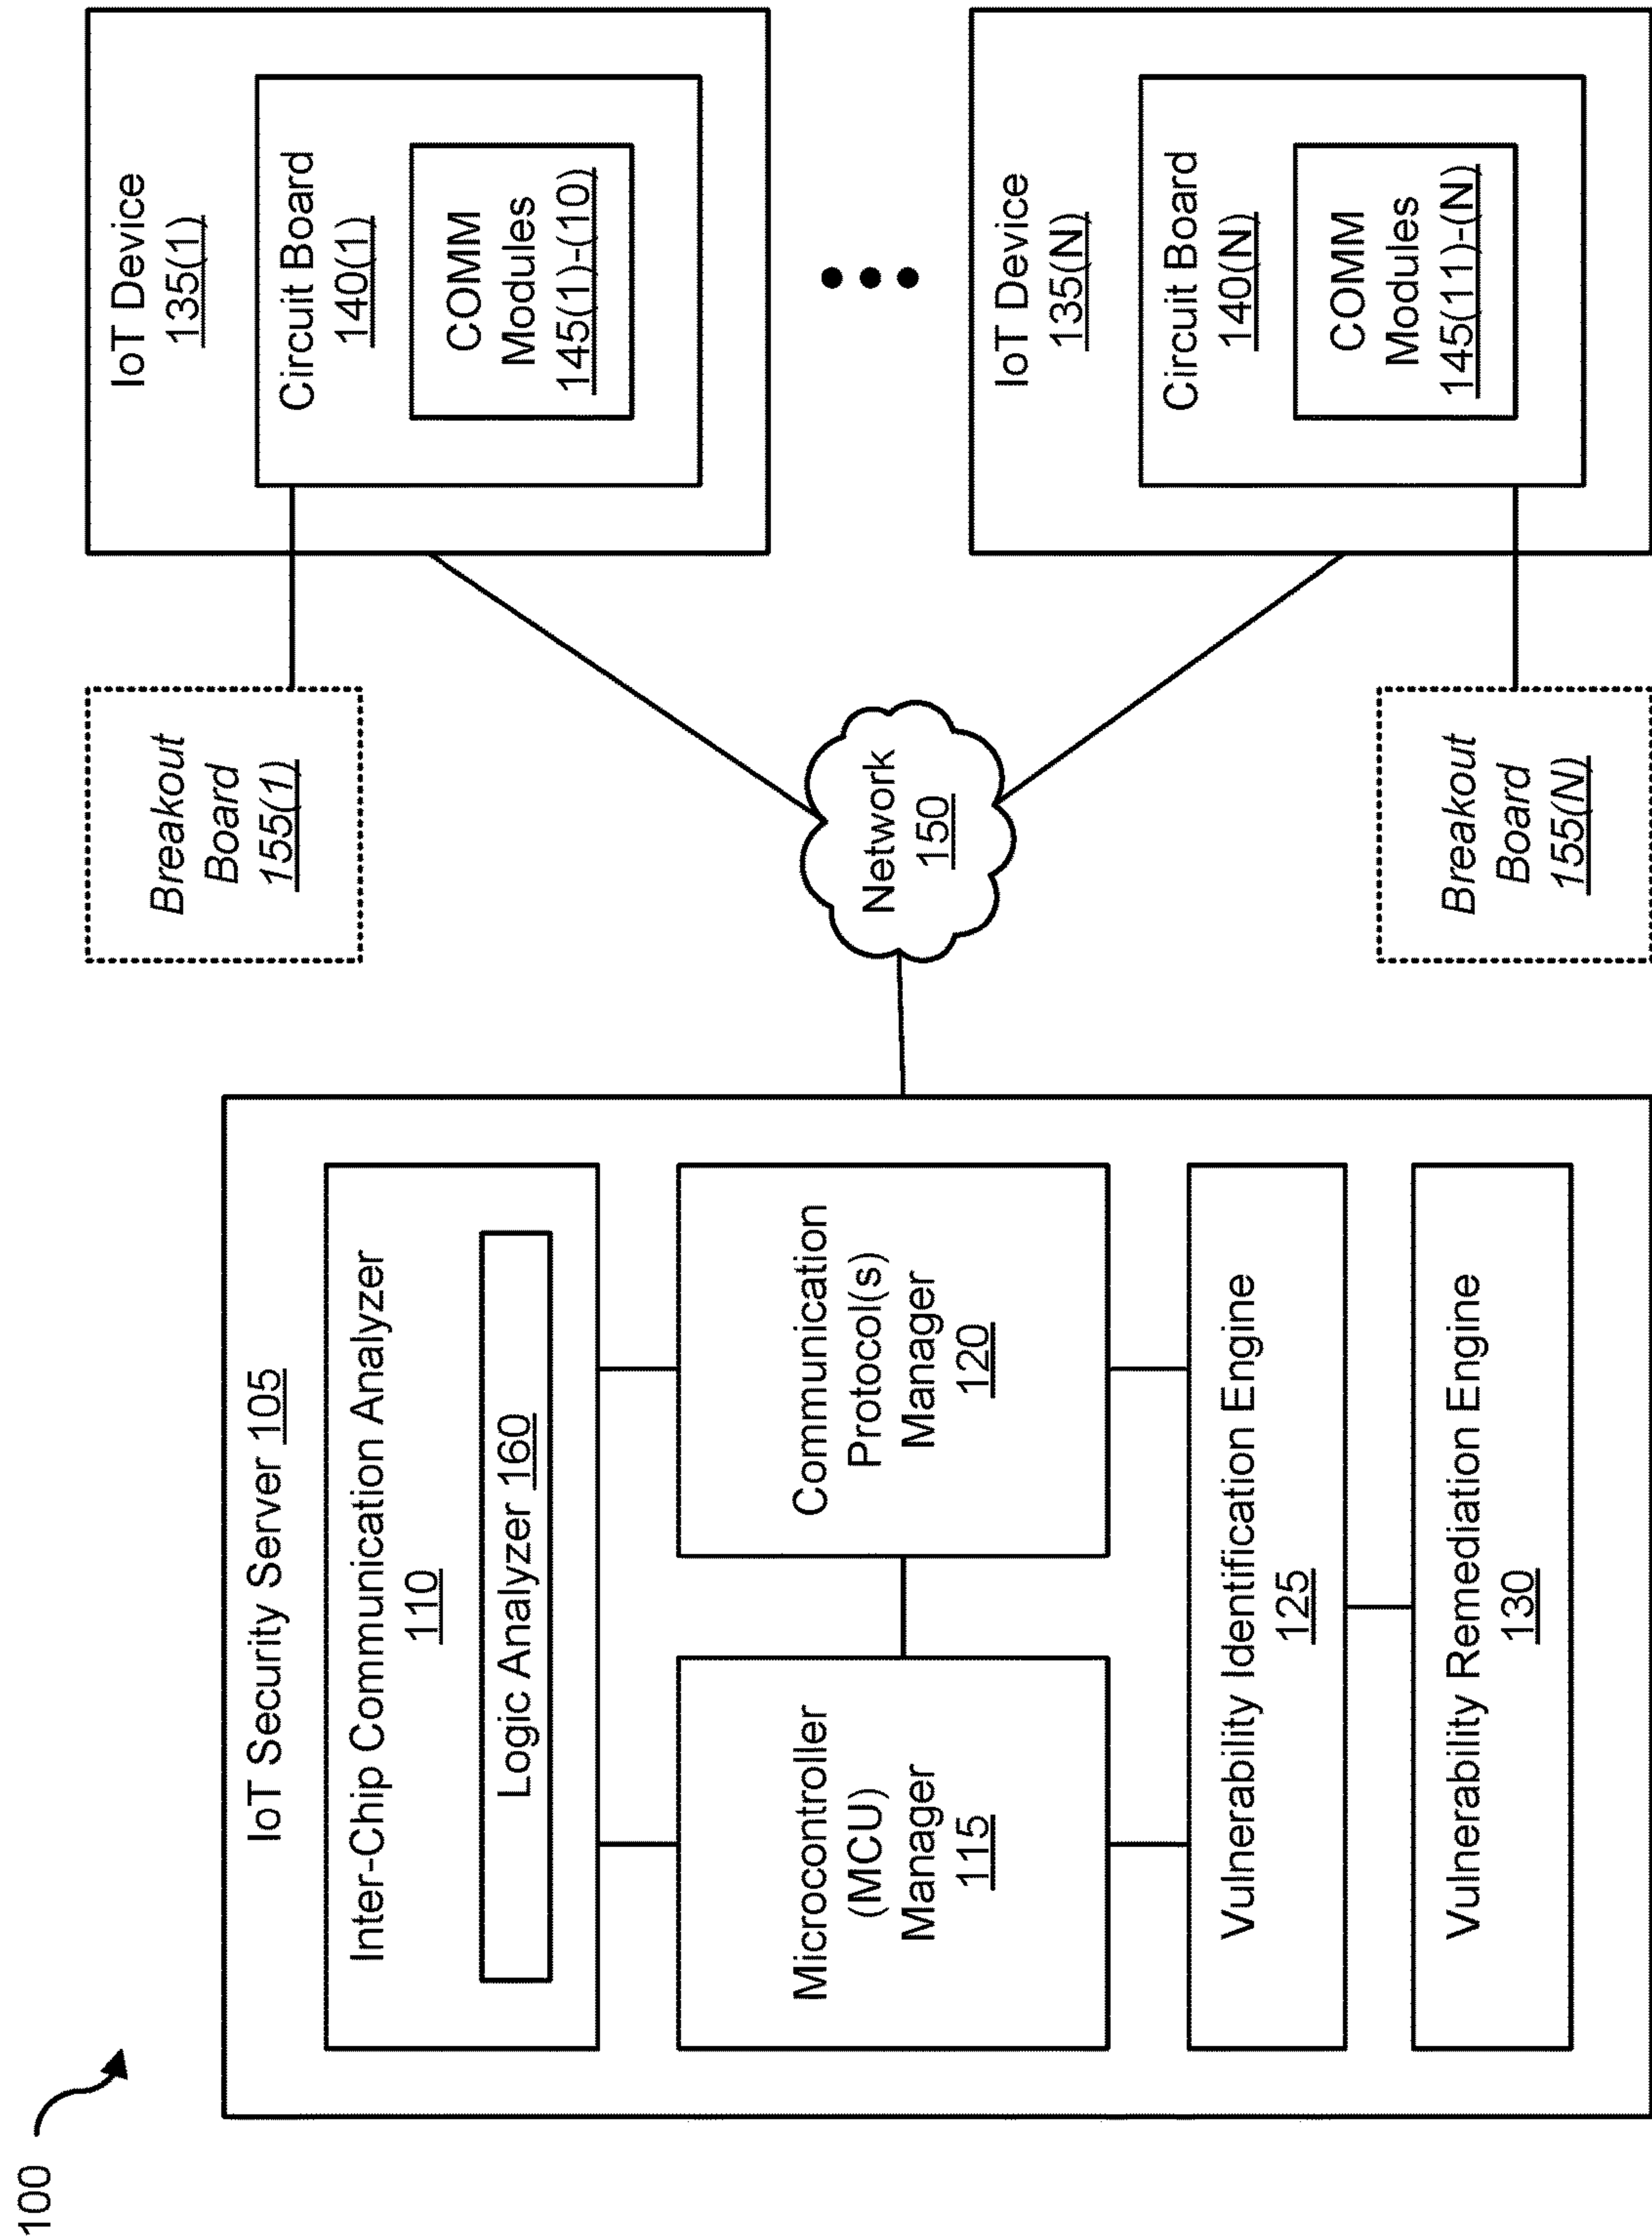 100
IoT Security Server 105
Inter-Chip Communication Analyzer
110
Logic Analyzer 160
Microcontroller
(MCU)
Manager
115
Communication
Protocol(s)
Manager
120
Vulnerability Identification Engine
125
Vulnerability Remediation Engine
130
Network
150
Breakout
Board
155(1)
Breakout
Board
155(N)
IoT Device
135(1)
Circuit Board
140(1)
COMM
Modules
145(1)-(10)
IoT Device
135(N)
Circuit Board
140(N)
COMM
Modules
145(11)-(N)